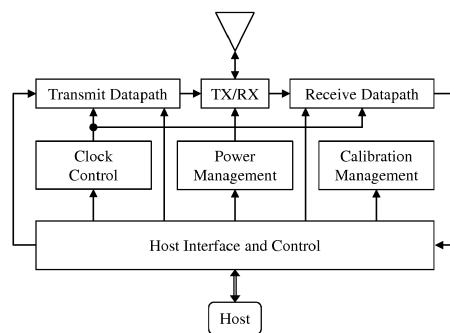 Transmit Datapath
TX/RX
Receive Datapath
Clock
Control
Power
Management
Calibration
Management
Host Interface and Control
Host